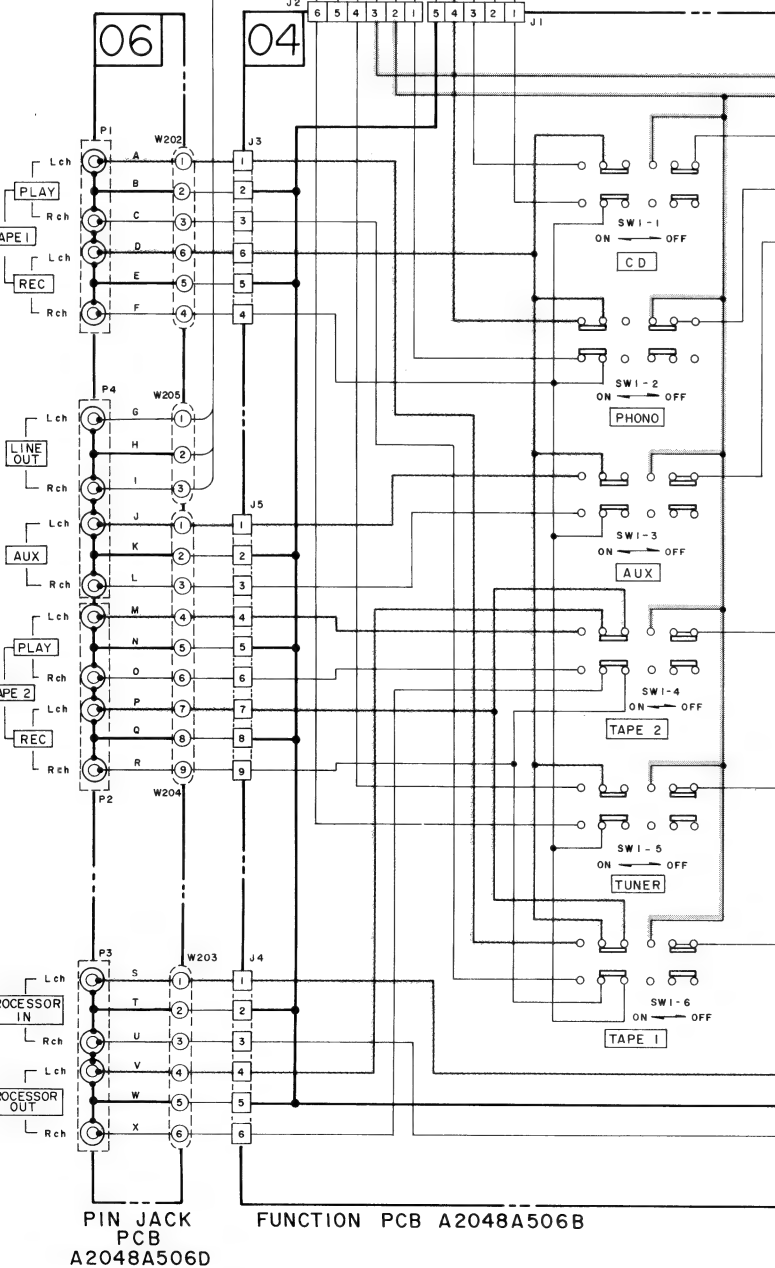 J2 6 5 4 3 2 1 5 4 3 2 1 J1
06
04
P1
W202
J3
Lch A 1 1
PLAY
B 2 2
Rch C 3 3
APE 1
Lch D 6 6
REC
E 5 5
Rch F 4 4
SW1-1
ON OFF
CD
SW1-2
ON OFF
PHONO
P4
W205
Lch G 1
LINE
OUT
H 2
Rch I 3
J5
Lch J 1 1
AUX
K 2 2
Rch L 3 3
SW1-3
ON OFF
AUX
Lch M 4 4
PLAY
N 5 5
Rch O 6 6
APE 2
Lch P 7 7
REC
Q 8 8
Rch R 9 9
P2
W204
SW1-4
ON OFF
TAPE 2
SW1-5
ON OFF
TUNER
P3
W203
J4
Lch S 1 1
ROCESSOR
IN
T 2 2
Rch U 3 3
Lch V 4 4
ROCESSOR
OUT
W 5 5
Rch X 6 6
SW1-6
ON OFF
TAPE 1
PIN JACK
PCB
A2048A506D
FUNCTION PCB A2048A506B